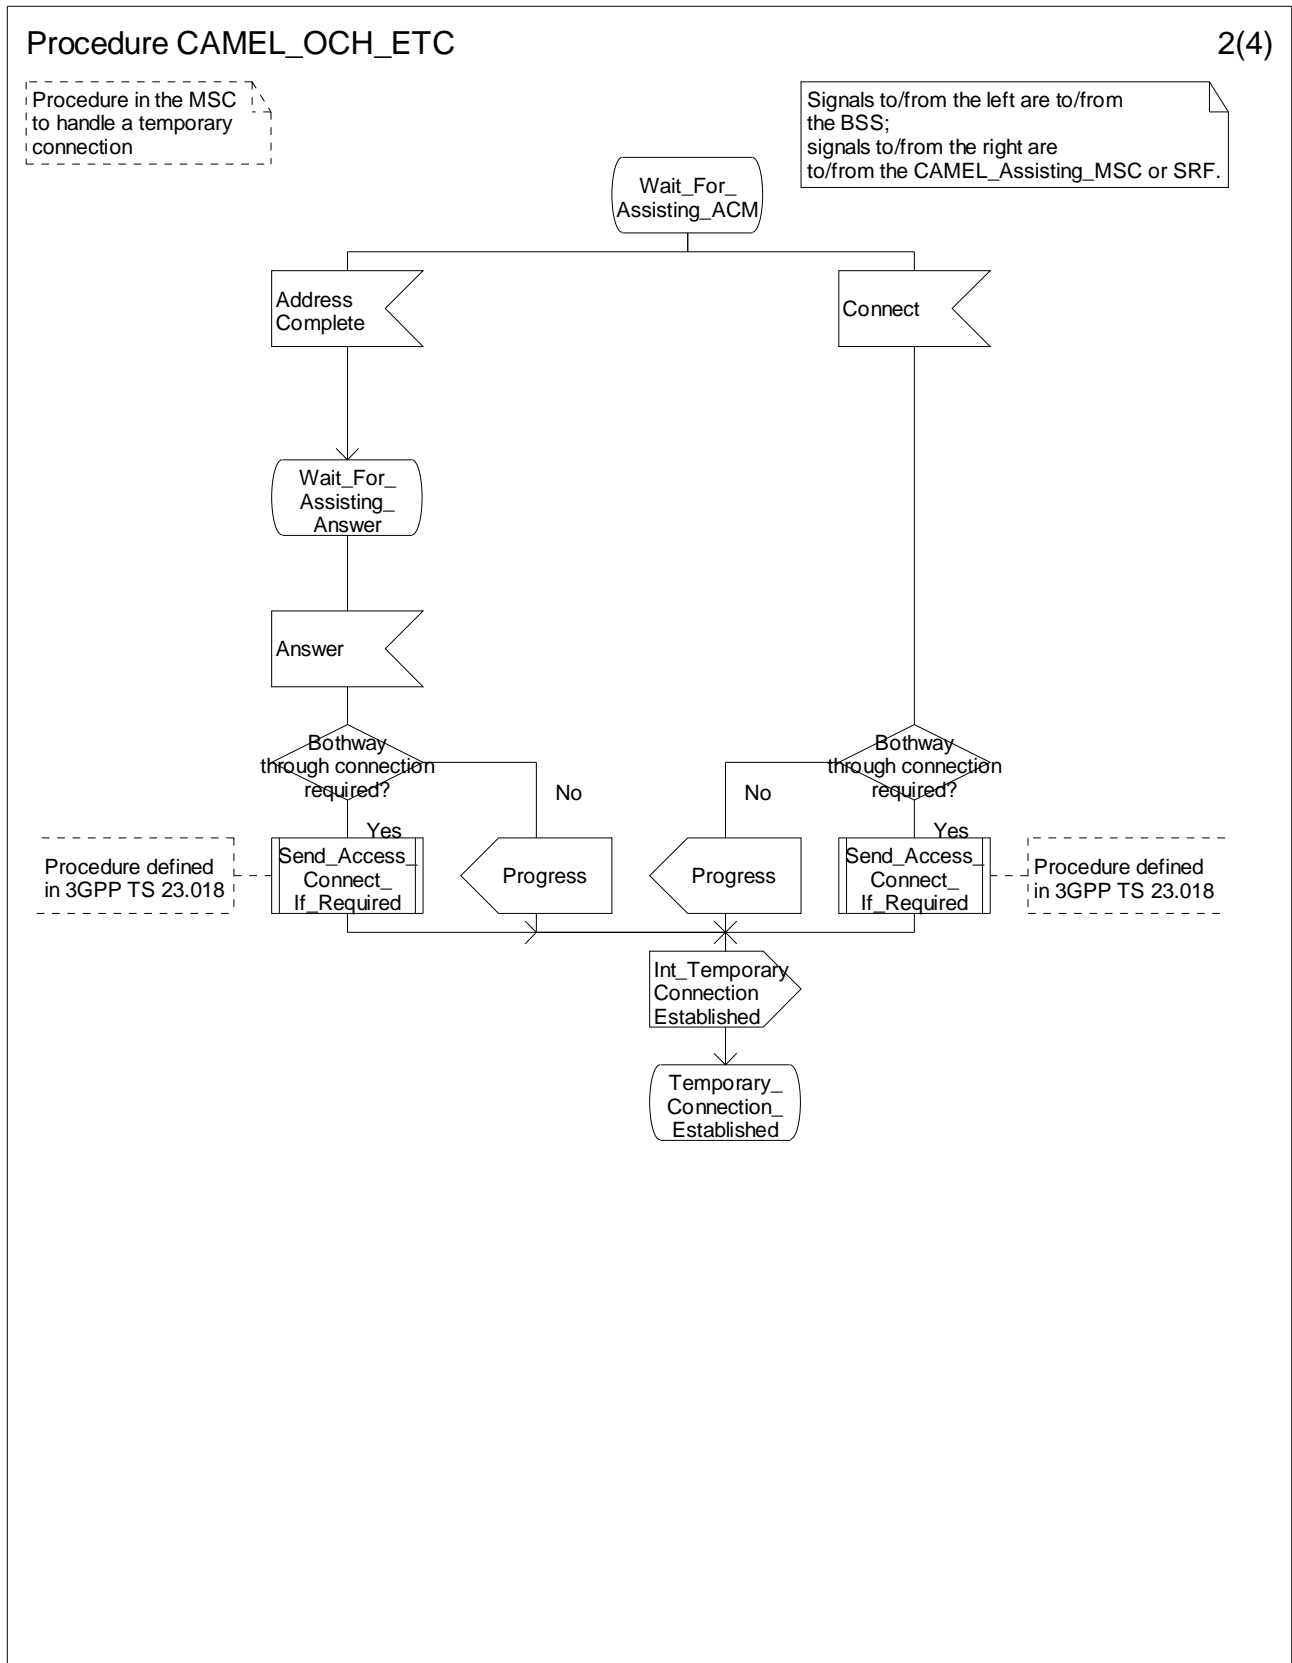 Procedure CAMEL_OCH_ETC
2(4)
Procedure in the MSC
to handle a temporary
connection
Signals to/from the left are to/from
the BSS;
signals to/from the right are
to/from the CAMEL_Assisting_MSC or SRF.
Wait_For_
Assisting_ACM
Address
Complete
Connect
Wait_For_
Assisting_
Answer
Answer
Bothway
through connection
required?
No
No
Bothway
through connection
required?
Yes
Yes
Procedure defined
in 3GPP TS 23.018
Send_Access_
Connect_
If_Required
Progress
Progress
Send_Access_
Connect_
If_Required
Procedure defined
in 3GPP TS 23.018
Int_Temporary
Connection
Established
Temporary_
Connection_
Established